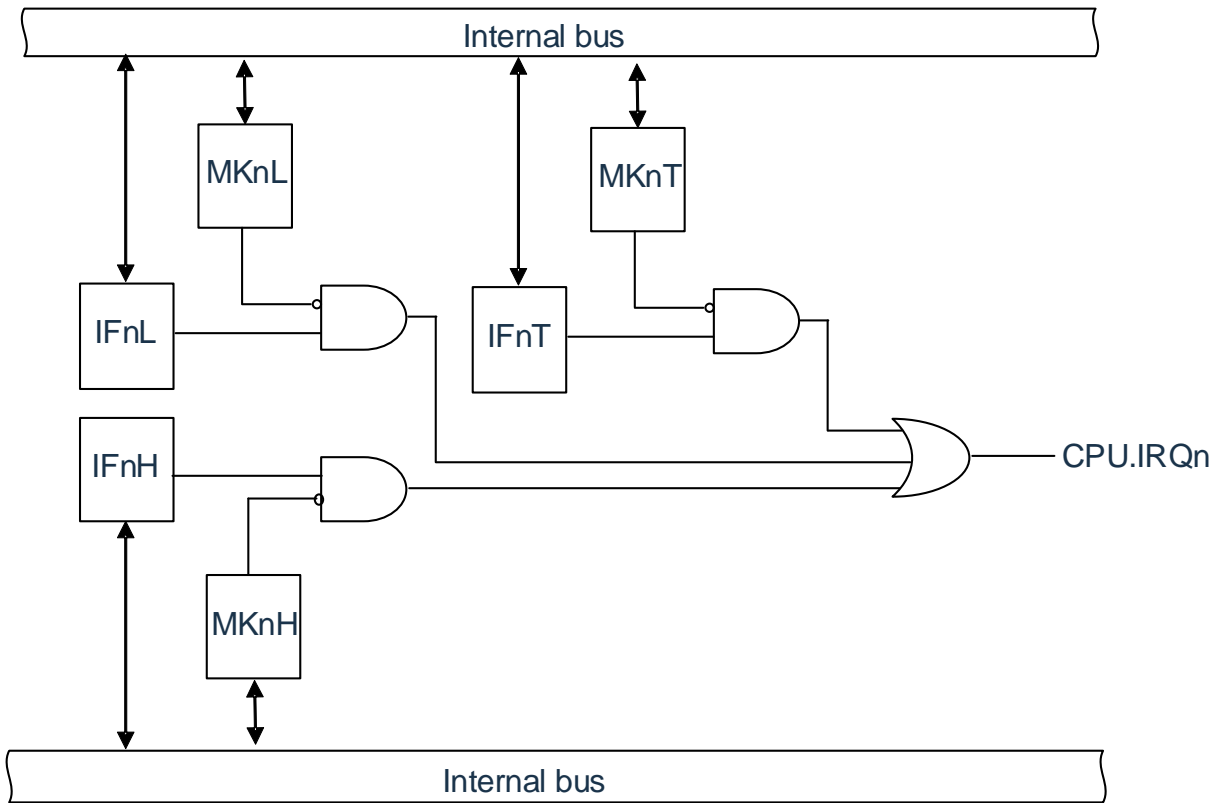 Internal bus
MKnL
MKnT
IFnL
IFnT
IFnH
CPU.IRQn
MKnH
Internal bus